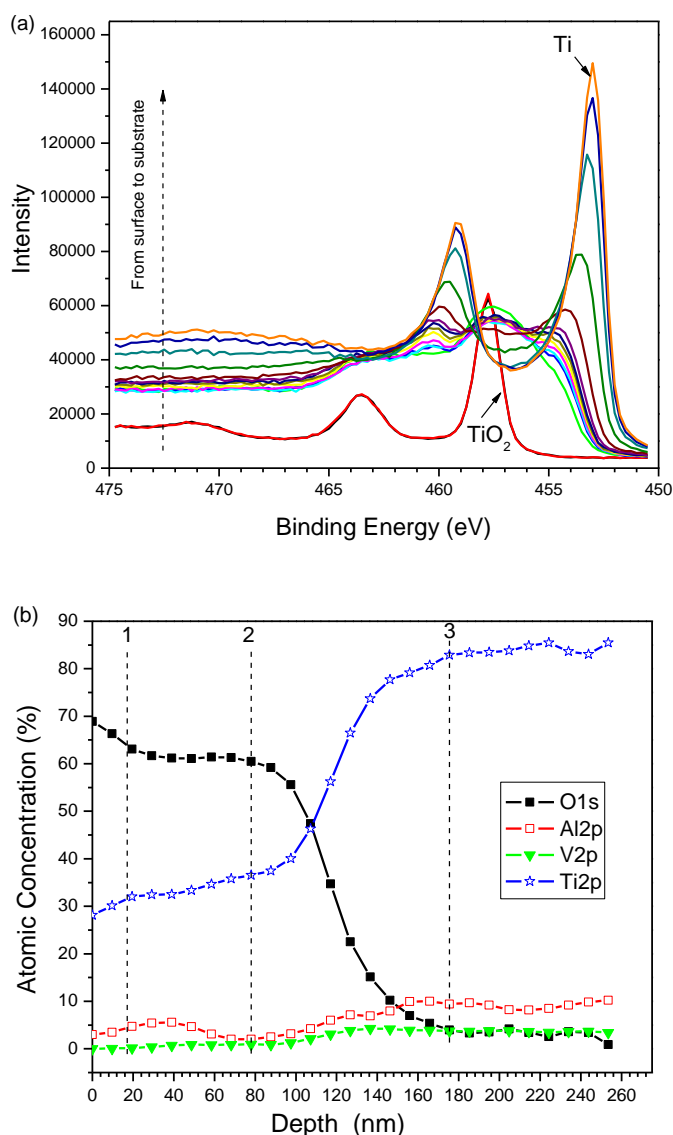 (a)
160000
140000
120000
100000
80000
60000
40000
20000
0
Intensity
From surface to substrate
Ti
TiO2
475 470 465 460 455 450
Binding Energy (eV)
(b)
1 2 3
90
80
70
60
50
40
30
20
10
0
Atomic Concentration (%)
O1s
Al2p
V2p
Ti2p
0 20 40 60 80 100 120 140 160 180 200 220 240 260
Depth (nm)